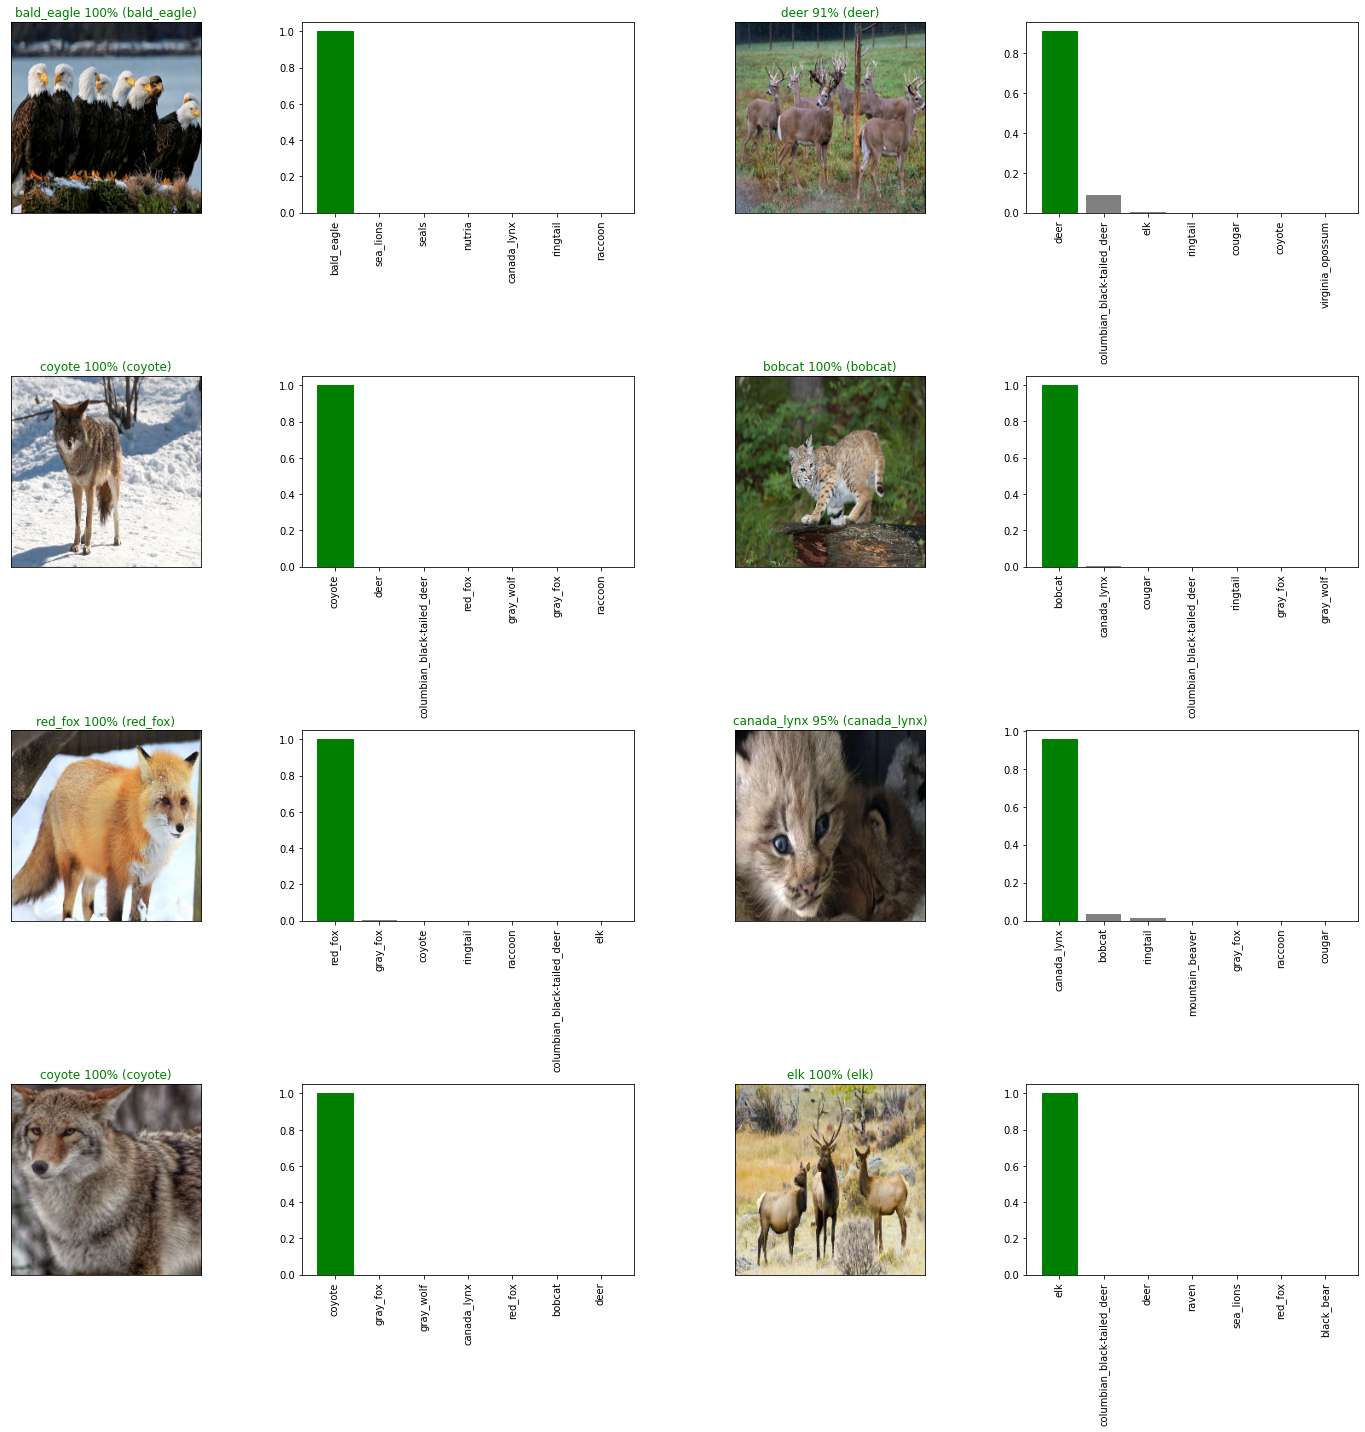 bald_eagle 100% (bald_eagle)
1.0
0.8
0.6
0.4
0.2
0.0
bald_eagle
sea_lions
seals
nutria
canada_lynx
ringtail
raccoon
deer 91% (deer)
0.8
0.6
0.4
0.2
0.0
deer
columbian_black-tailed_deer
elk
ringtail
cougar
coyote
virginia_opossum
coyote 100% (coyote)
1.0
0.8
0.6
0.4
0.2
0.0
coyote
deer
columbian_black-tailed_deer
red_fox
gray_wolf
gray_fox
raccoon
bobcat 100% (bobcat)
1.0
0.8
0.6
0.4
0.2
0.0
bobcat
canada_lynx
cougar
columbian_black-tailed_deer
ringtail
gray_fox
gray_wolf
red_fox 100% (red_fox)
1.0
0.8
0.6
0.4
0.2
0.0
red_fox
gray_fox
coyote
ringtail
raccoon
columbian_black-tailed_deer
elk
canada_lynx 95% (canada_lynx)
1.0
0.8
0.6
0.4
0.2
0.0
canada_lynx
bobcat
ringtail
mountain_beaver
gray_fox
raccoon
cougar
coyote 100% (coyote)
1.0
0.8
0.6
0.4
0.2
0.0
coyote
gray_fox
gray_wolf
canada_lynx
red_fox
bobcat
deer
elk 100% (elk)
1.0
0.8
0.6
0.4
0.2
0.0
elk
columbian_black-tailed_deer
deer
raven
sea_lions
red_fox
black_bear